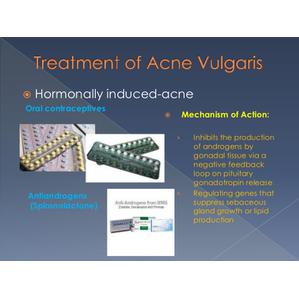 Treatment of Acne Vulgaris
Hormonally induced-acne
Oral contraceptives
Antiandrogens
(Spironolactone)
Mechanism of Action:
Inhibits the production
of androgens by
gonadal tissue via a
negative feedback
loop on pituitary
gonadotropin release
Regulating genes that
suppress sebaceous
gland growth or lipid
production